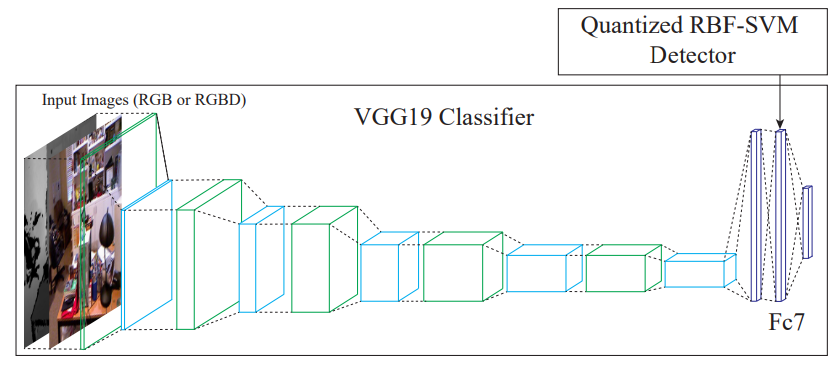 Quantized RBF-SVM
Detector
Input Images (RGB or RGBD)
VGG19 Classifier
Fc7